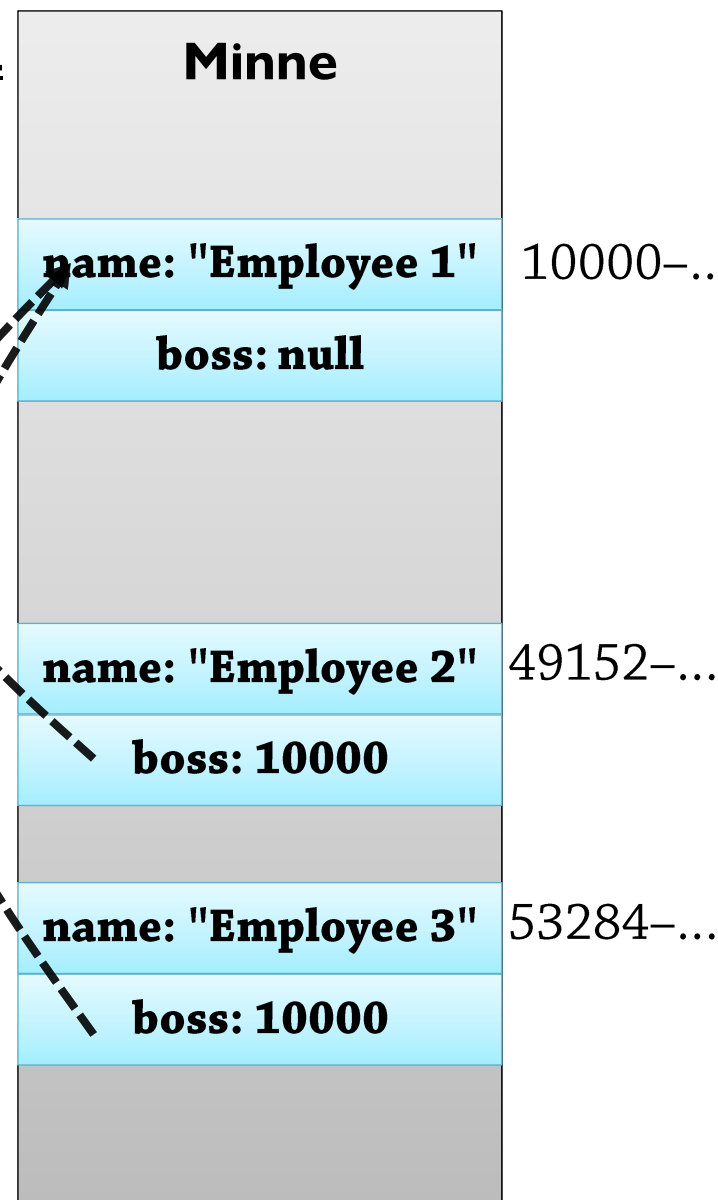 Minne
name: "Employee 1"
10000–..
boss: null
name: "Employee 2"
49152–...
boss: 10000
name: "Employee 3"
53284–...
boss: 10000